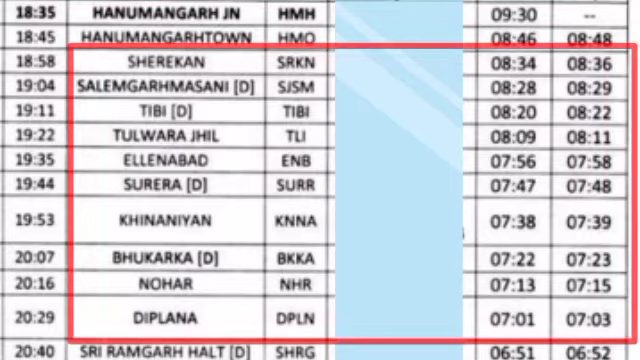 18:35 HANUMANGARH JN HMH 09:30 --
18:45 HANUMANGARHTOWN HMO 08:46 08:48
18:58 SHEREKAN SRKN 08:34 08:36
19:04 SALEMGARHMASANI [D] SJSM 08:28 08:29
19:11 TIBI [D] TIBI 08:20 08:22
19:22 TULWARA JHIL TLI 08:09 08:11
19:35 ELLENABAD ENB 07:56 07:58
19:44 SURERA [D] SURR 07:47 07:48
19:53 KHINANIYAN KNNA 07:38 07:39
20:07 BHUKARKA [D] BKKA 07:22 07:23
20:16 NOHAR NHR 07:13 07:15
20:29 DIPLANA DPLN 07:01 07:03
20:40 SRI RAMGARH HALT [D] SHRG 06:51 06:52